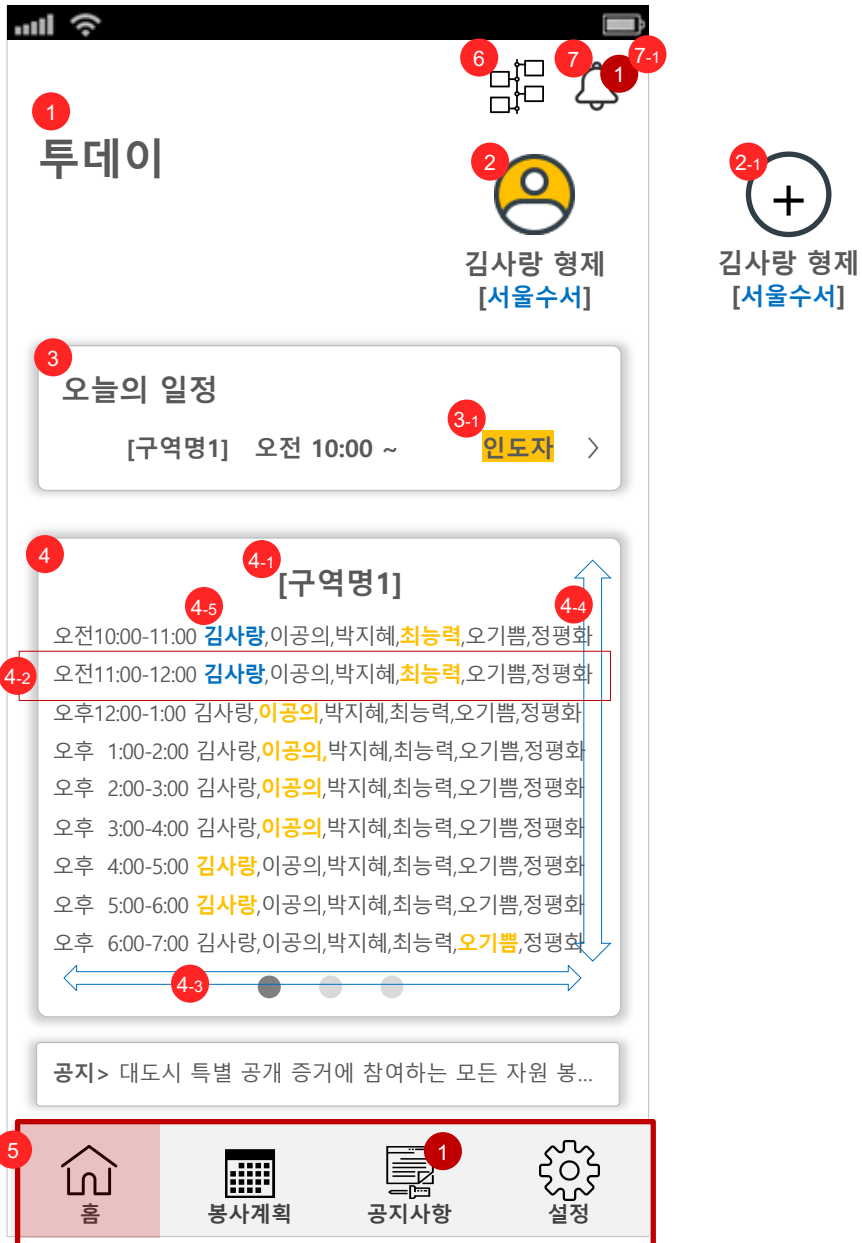 6
7
7-1
1
1
투데이
2
김사랑 형제
[서울수서]
2-1
+
김사랑 형제
[서울수서]
3
오늘의 일정
3-1
[구역명1] 오전 10:00 ~ 인도자 >
4
4-1
[구역명1]
4-5
4-4
오전10:00-11:00 김사랑,이공의,박지혜,최능력,오기쁨,정평화
4-2
오전11:00-12:00 김사랑,이공의,박지혜,최능력,오기쁨,정평화
오후12:00-1:00 김사랑,이공의,박지혜,최능력,오기쁨,정평화
오후 1:00-2:00 김사랑,이공의,박지혜,최능력,오기쁨,정평화
오후 2:00-3:00 김사랑,이공의,박지혜,최능력,오기쁨,정평화
오후 3:00-4:00 김사랑,이공의,박지혜,최능력,오기쁨,정평화
오후 4:00-5:00 김사랑,이공의,박지혜,최능력,오기쁨,정평화
오후 5:00-6:00 김사랑,이공의,박지혜,최능력,오기쁨,정평화
오후 6:00-7:00 김사랑,이공의,박지혜,최능력,오기쁨,정평화
4-3
공지> 대도시 특별 공개 증거에 참여하는 모든 자원 봉...
5
1
홈 봉사계획 공지사항 설정